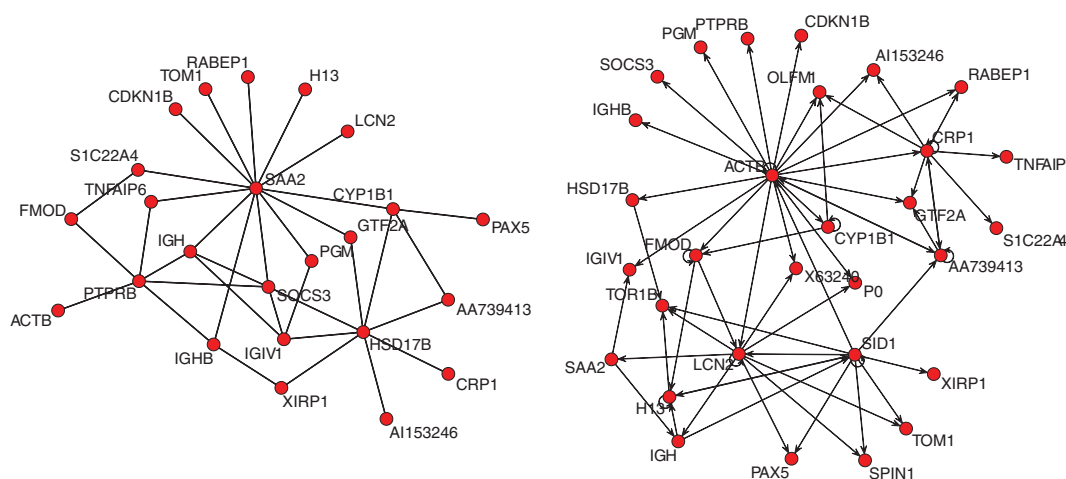 RABEP1
TOM1
H13
CDKN1B
LCN2
S1C22A4
SAA2
TNFAIP6
CYP1B1
FMOD
GTF2A
PAX5
IGH
PGM
PTPRB
SOCS3
ACTB
AA739413
IGHB
IGIV1
HSD17B
XIRP1
CRP1
AI153246
CDKN1B
PTPRB
PGM
AI153246
SOCS3
OLFM1
RABEP1
IGHB
CRP1
TNFAIP
ACTB
HSD17B
GTF2A
S1C22A4
CYP1B1
FMOD
AA739413
IGIV1
X63240
P0
TOR1B
SID1
SAA2
LCN2
XIRP1
H13
TOM1
IGH
PAX5
SPIN1